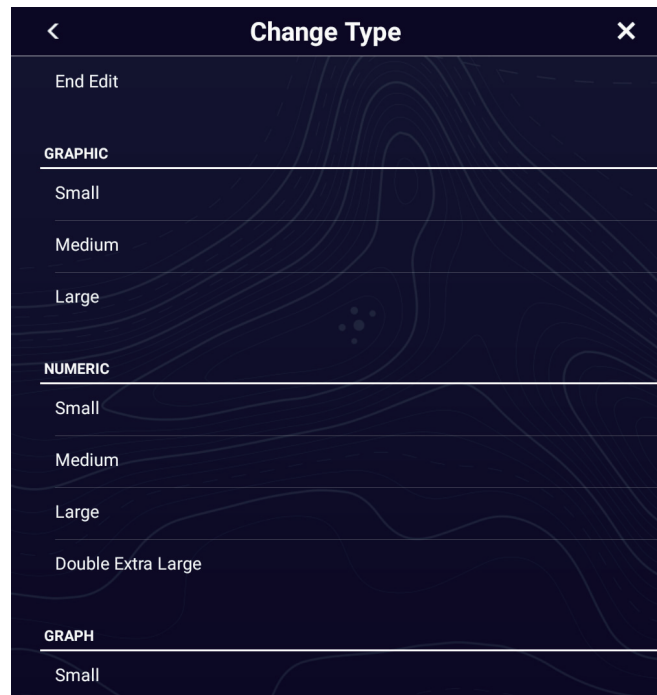 Change Type
End Edit
GRAPHIC
Small
Medium
Large
NUMERIC
Small
Medium
Large
Double Extra Large
GRAPH
Small